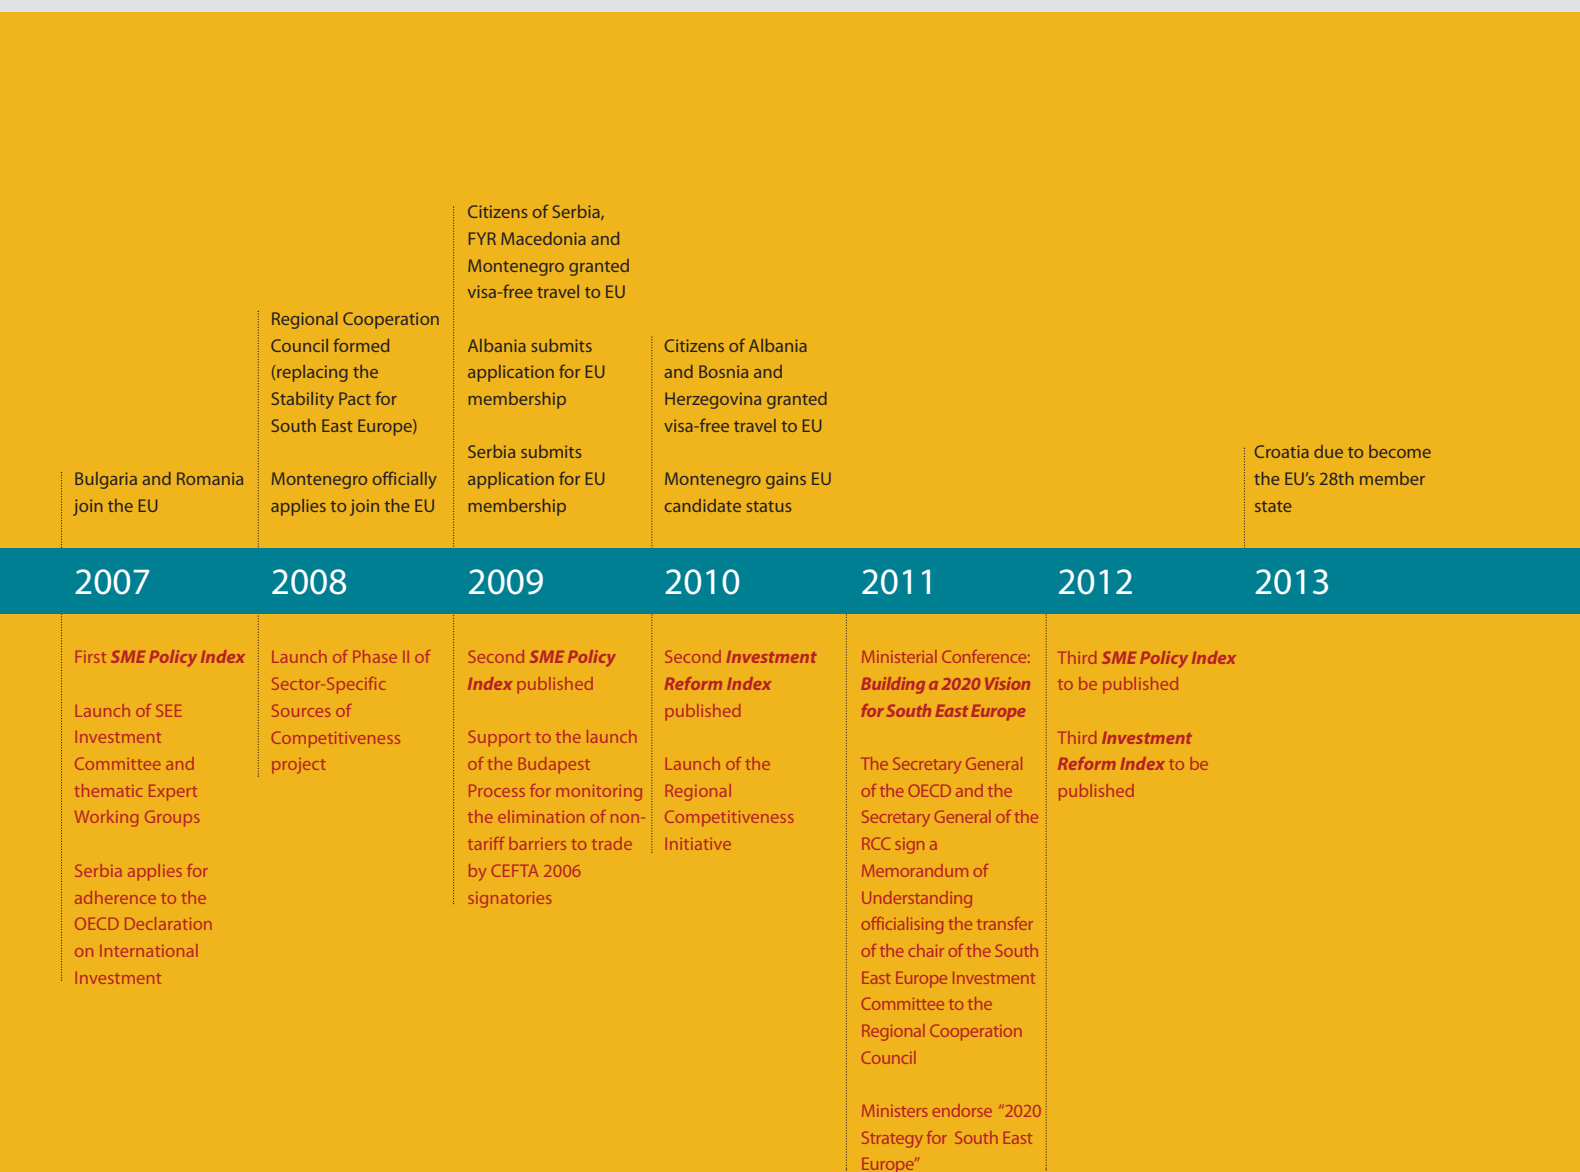 Citizens of Serbia,
FYR Macedonia and
Montenegro granted
visa-free travel to EU
Albania submits
application for EU
membership
Serbia submits
application for EU
membership
Regional Cooperation
Council formed
(replacing the
Stability Pact for
South East Europe)
Montenegro officially
applies to join the EU
Citizens of Albania
and Bosnia and
Herzegovina granted
visa-free travel to EU
Montenegro gains EU
candidate status
Bulgaria and Romania
join the EU
Croatia due to become
the EU's 28th member
state
2007 2008 2009 2010 2011 2012 2013
First SME Policy Index
Launch of SEE
Investment
Committee and
thematic Expert
Working Groups
Serbia applies for
adherence to the
OECD Declaration
on International
Investment
Launch of Phase II of
Sector-Specific
Sources of
Competitiveness
project
Second SME Policy
Index published
Support to the launch
of the Budapest
Process for monitoring
the elimination of non-
tariff barriers to trade
by CEFTA 2006
signatories
Second Investment
Reform Index
published
Launch of the
Regional
Competitiveness
Initiative
Ministerial Conference:
Building a 2020 Vision
for South East Europe
The Secretary General
of the OECD and the
Secretary General of the
RCC sign a
Memorandum of
Understanding
officialising the transfer
of the chair of the South
East Europe Investment
Committee to the
Regional Cooperation
Council
Ministers endorse “2020
Strategy for South East
Europe”
Third SME Policy Index
to be published
Third Investment
Reform Index to be
published